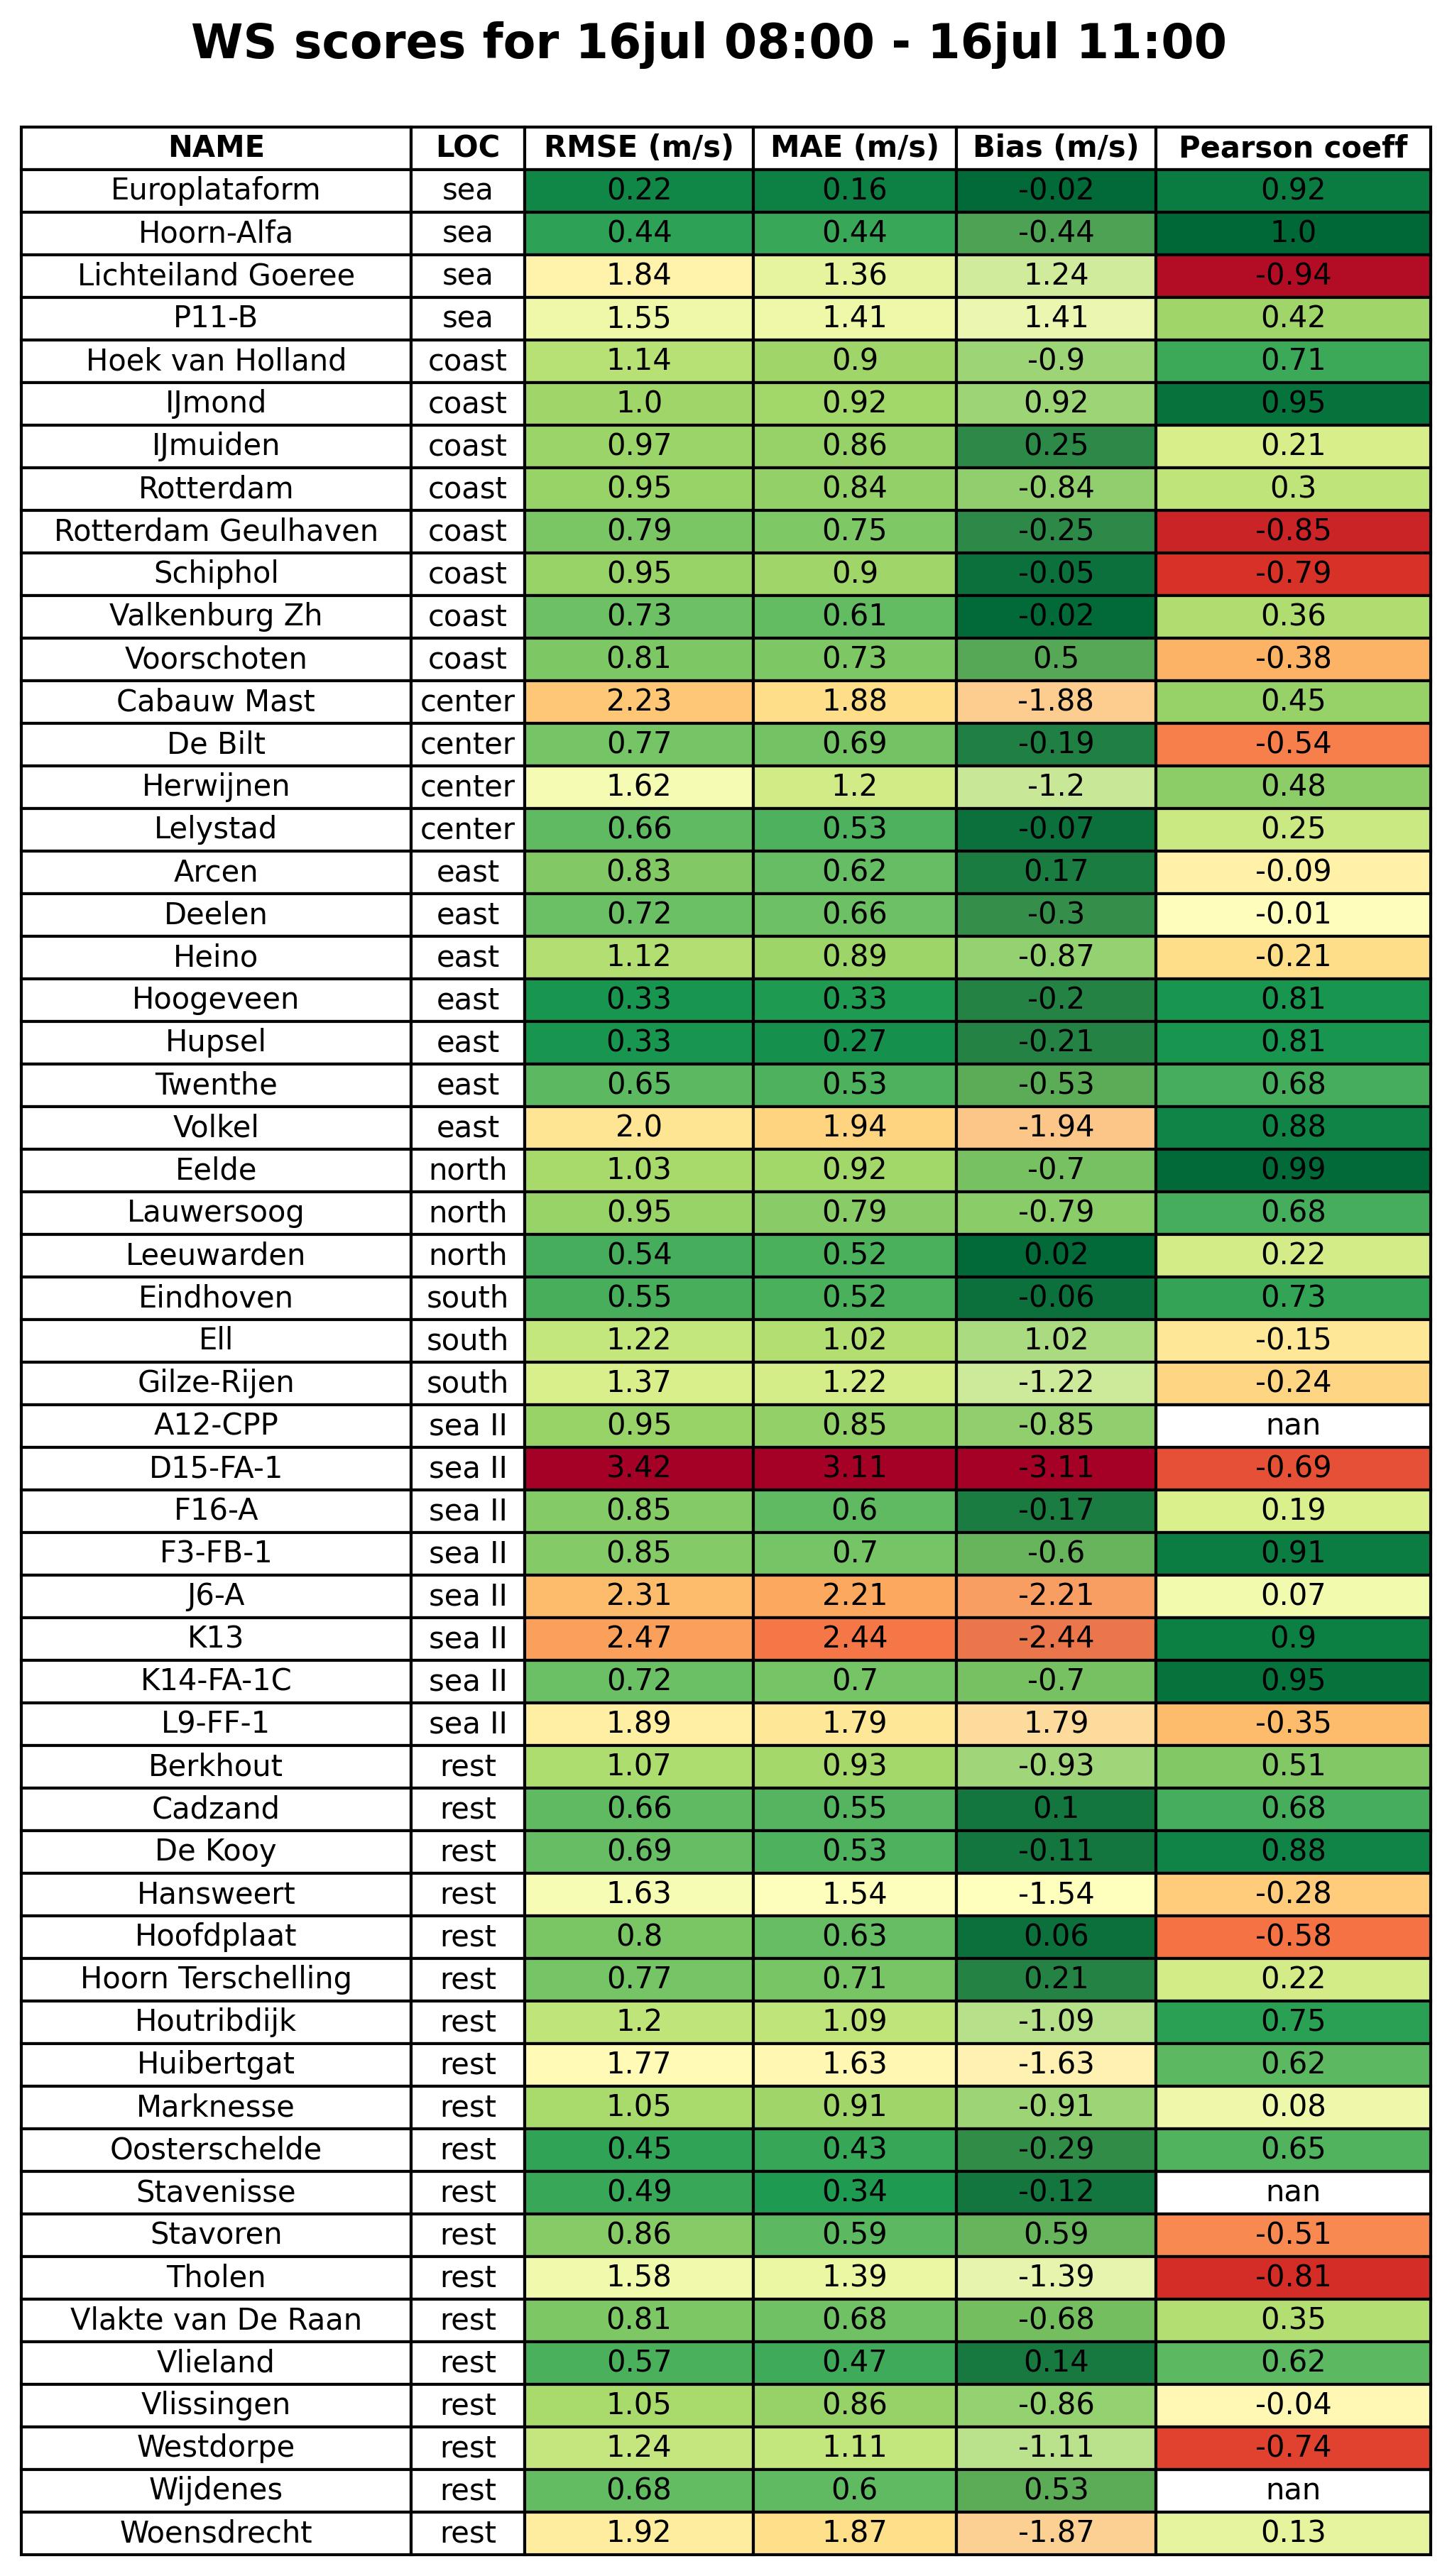 WS scores for 16jul 08:00 - 16jul 11:00
NAME LOC RMSE (m/s) MAE (m/s) Bias (m/s) Pearson coeff
Europlataform sea 0.22 0.16 -0.02 0.92
Hoorn-Alfa sea 0.44 0.44 -0.44 1.0
Lichteiland Goeree sea 1.84 1.36 1.24 -0.94
P11-B sea 1.55 1.41 1.41 0.42
Hoek van Holland coast 1.14 0.9 -0.9 0.71
IJmond coast 1.0 0.92 0.92 0.95
IJmuiden coast 0.97 0.86 0.25 0.21
Rotterdam coast 0.95 0.84 -0.84 0.3
Rotterdam Geulhaven coast 0.79 0.75 -0.25 -0.85
Schiphol coast 0.95 0.9 -0.05 -0.79
Valkenburg Zh coast 0.73 0.61 -0.02 0.36
Voorschoten coast 0.81 0.73 0.5 -0.38
Cabauw Mast center 2.23 1.88 -1.88 0.45
De Bilt center 0.77 0.69 -0.19 -0.54
Herwijnen center 1.62 1.2 -1.2 0.48
Lelystad center 0.66 0.53 -0.07 0.25
Arcen east 0.83 0.62 0.17 -0.09
Deelen east 0.72 0.66 -0.3 -0.01
Heino east 1.12 0.89 -0.87 -0.21
Hoogeveen east 0.33 0.33 -0.2 0.81
Hupsel east 0.33 0.27 -0.21 0.81
Twenthe east 0.65 0.53 -0.53 0.68
Volkel east 2.0 1.94 -1.94 0.88
Eelde north 1.03 0.92 -0.7 0.99
Lauwersoog north 0.95 0.79 -0.79 0.68
Leeuwarden north 0.54 0.52 0.02 0.22
Eindhoven south 0.55 0.52 -0.06 0.73
Ell south 1.22 1.02 1.02 -0.15
Gilze-Rijen south 1.37 1.22 -1.22 -0.24
A12-CPP sea II 0.95 0.85 -0.85 nan
D15-FA-1 sea II 3.42 3.11 -3.11 -0.69
F16-A sea II 0.85 0.6 -0.17 0.19
F3-FB-1 sea II 0.85 0.7 -0.6 0.91
J6-A sea II 2.31 2.21 -2.21 0.07
K13 sea II 2.47 2.44 -2.44 0.9
K14-FA-1C sea II 0.72 0.7 -0.7 0.95
L9-FF-1 sea II 1.89 1.79 1.79 -0.35
Berkhout rest 1.07 0.93 -0.93 0.51
Cadzand rest 0.66 0.55 0.1 0.68
De Kooy rest 0.69 0.53 -0.11 0.88
Hansweert rest 1.63 1.54 -1.54 -0.28
Hoofdplaat rest 0.8 0.63 0.06 -0.58
Hoorn Terschelling rest 0.77 0.71 0.21 0.22
Houtribdijk rest 1.2 1.09 -1.09 0.75
Huibertgat rest 1.77 1.63 -1.63 0.62
Marknesse rest 1.05 0.91 -0.91 0.08
Oosterschelde rest 0.45 0.43 -0.29 0.65
Stavenisse rest 0.49 0.34 -0.12 nan
Stavoren rest 0.86 0.59 0.59 -0.51
Tholen rest 1.58 1.39 -1.39 -0.81
Vlakte van De Raan rest 0.81 0.68 -0.68 0.35
Vlieland rest 0.57 0.47 0.14 0.62
Vlissingen rest 1.05 0.86 -0.86 -0.04
Westdorpe rest 1.24 1.11 -1.11 -0.74
Wijdenes rest 0.68 0.6 0.53 nan
Woensdrecht rest 1.92 1.87 -1.87 0.13